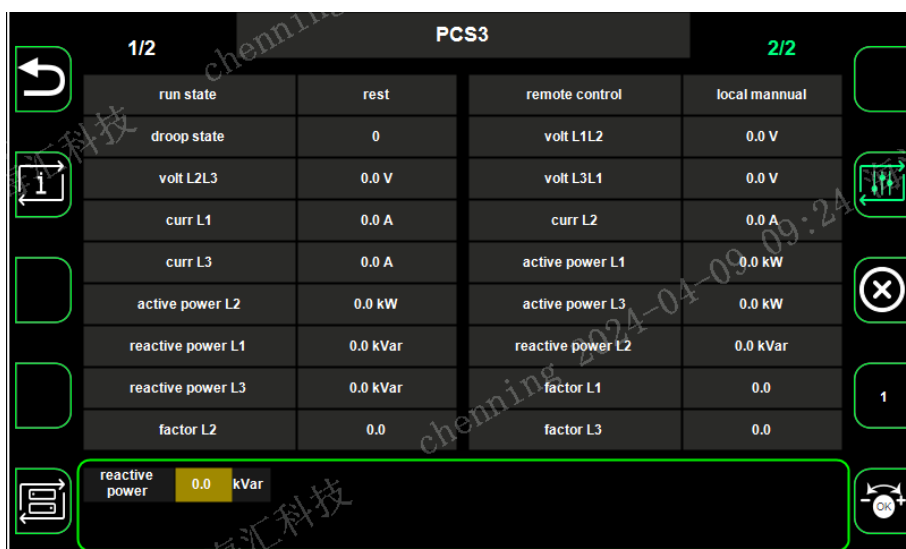 PCS3
1/2
2/2
run state rest remote control local mannual
droop state 0 volt L1L2 0.0 V
volt L2L3 0.0 V volt L3L1 0.0 V
curr L1 0.0 A curr L2 0.0 A
curr L3 0.0 A active power L1 0.0 kW
active power L2 0.0 kW active power L3 0.0 kW
reactive power L1 0.0 kVar reactive power L2 0.0 kVar
reactive power L3 0.0 kVar factor L1 0.0
factor L2 0.0 factor L3 0.0
reactive
power 0.0 kVar
i
1
- OK +
chenning 2024-04-09 09:24
chenning
海汇科技
汇科技